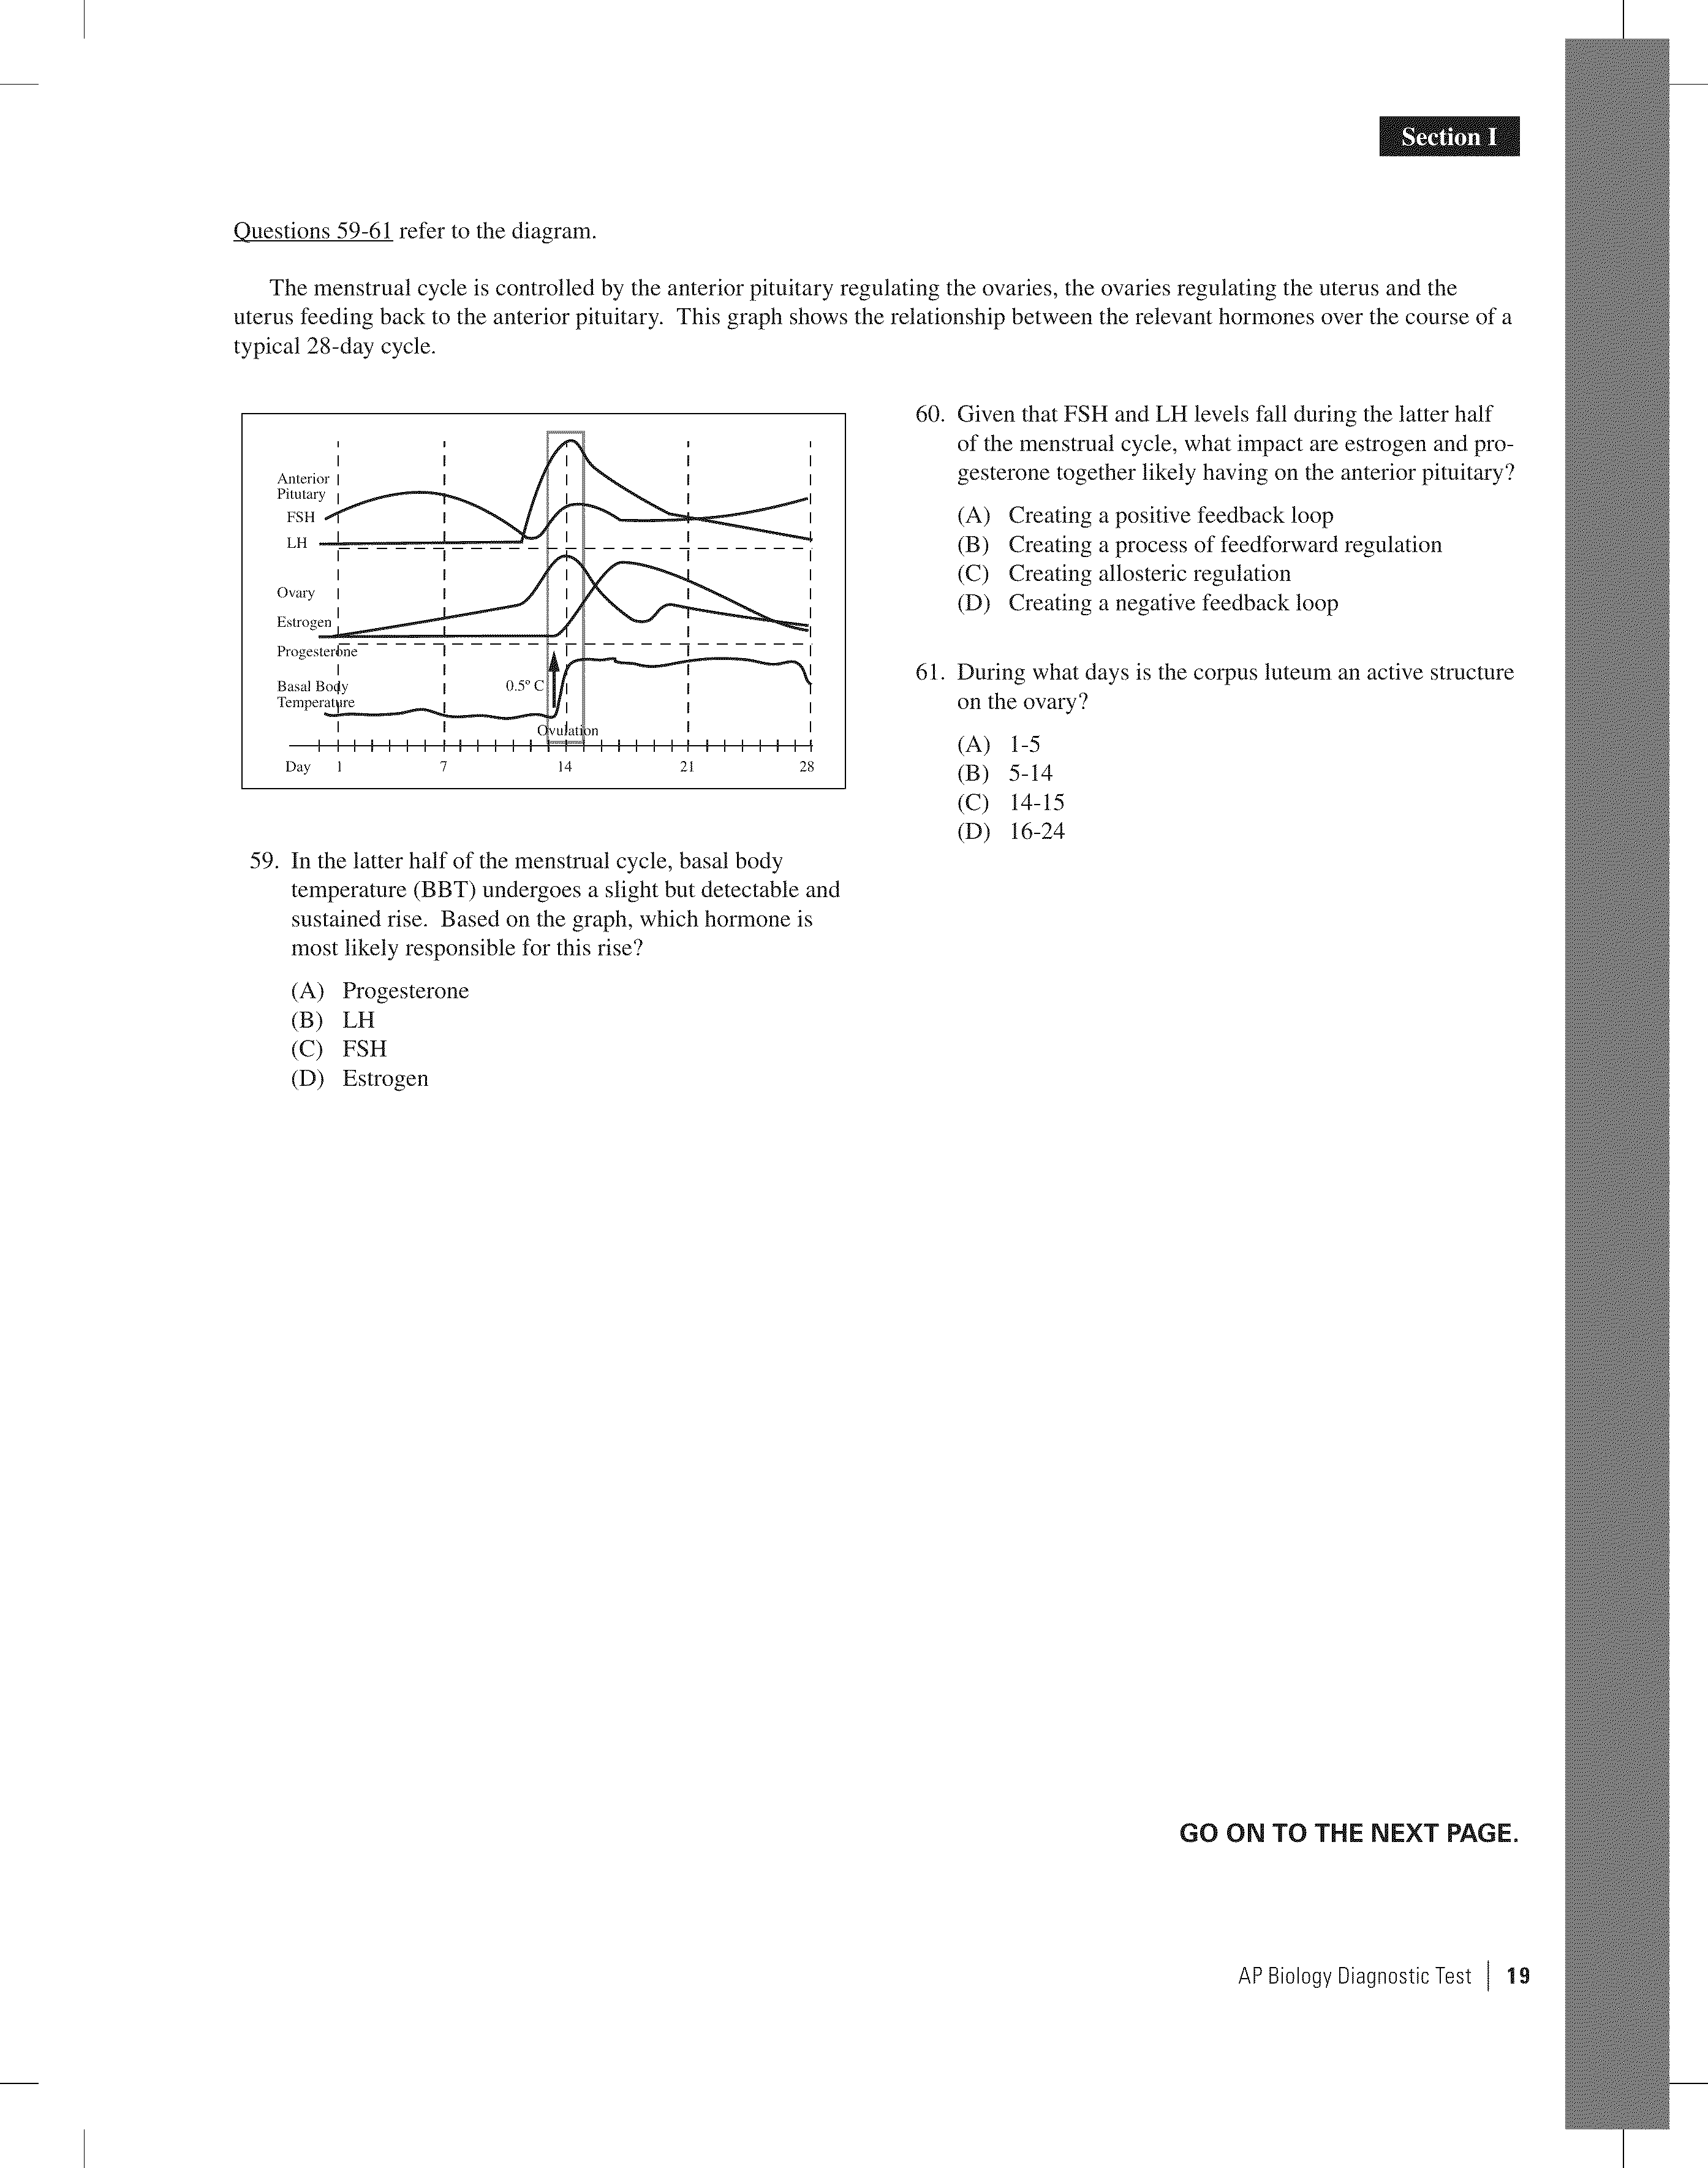 Section I
Questions 59-61 refer to the diagram.
The menstrual cycle is controlled by the anterior pituitary regulating the ovaries, the ovaries regulating the uterus and the
uterus feeding back to the anterior pituitary. This graph shows the relationship between the relevant hormones over the course of a
typical 28-day cycle.
Anterior
Pitutary
FSH
LH
Ovary
Estrogen
Progesterone
Basal Body
Temperature
0.5º C
Ovulation
Day 1 7 14 21 28
59. In the latter half of the menstrual cycle, basal body
temperature (BBT) undergoes a slight but detectable and
sustained rise. Based on the graph, which hormone is
most likely responsible for this rise?
(A) Progesterone
(B) LH
(C) FSH
(D) Estrogen
60. Given that FSH and LH levels fall during the latter half
of the menstrual cycle, what impact are estrogen and pro-
gesterone together likely having on the anterior pituitary?
(A) Creating a positive feedback loop
(B) Creating a process of feedforward regulation
(C) Creating allosteric regulation
(D) Creating a negative feedback loop
61. During what days is the corpus luteum an active structure
on the ovary?
(A) 1-5
(B) 5-14
(C) 14-15
(D) 16-24
GO ON TO THE NEXT PAGE.
AP Biology Diagnostic Test | 19